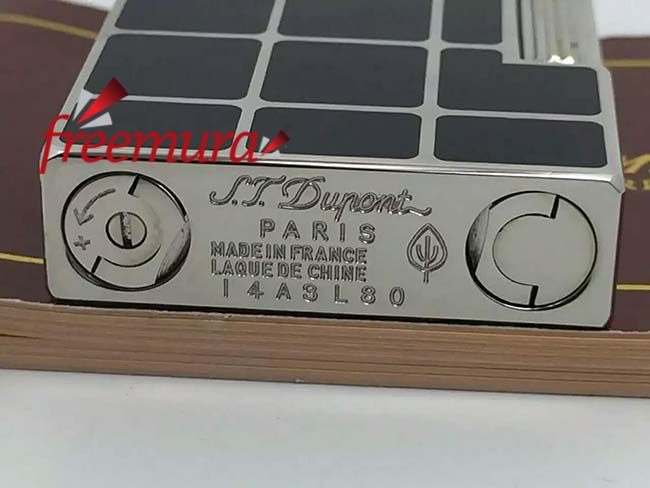 freemura
S.T. Dupont
PARIS
MADE IN FRANCE
LAQUE DE CHINE
14A3L80
+